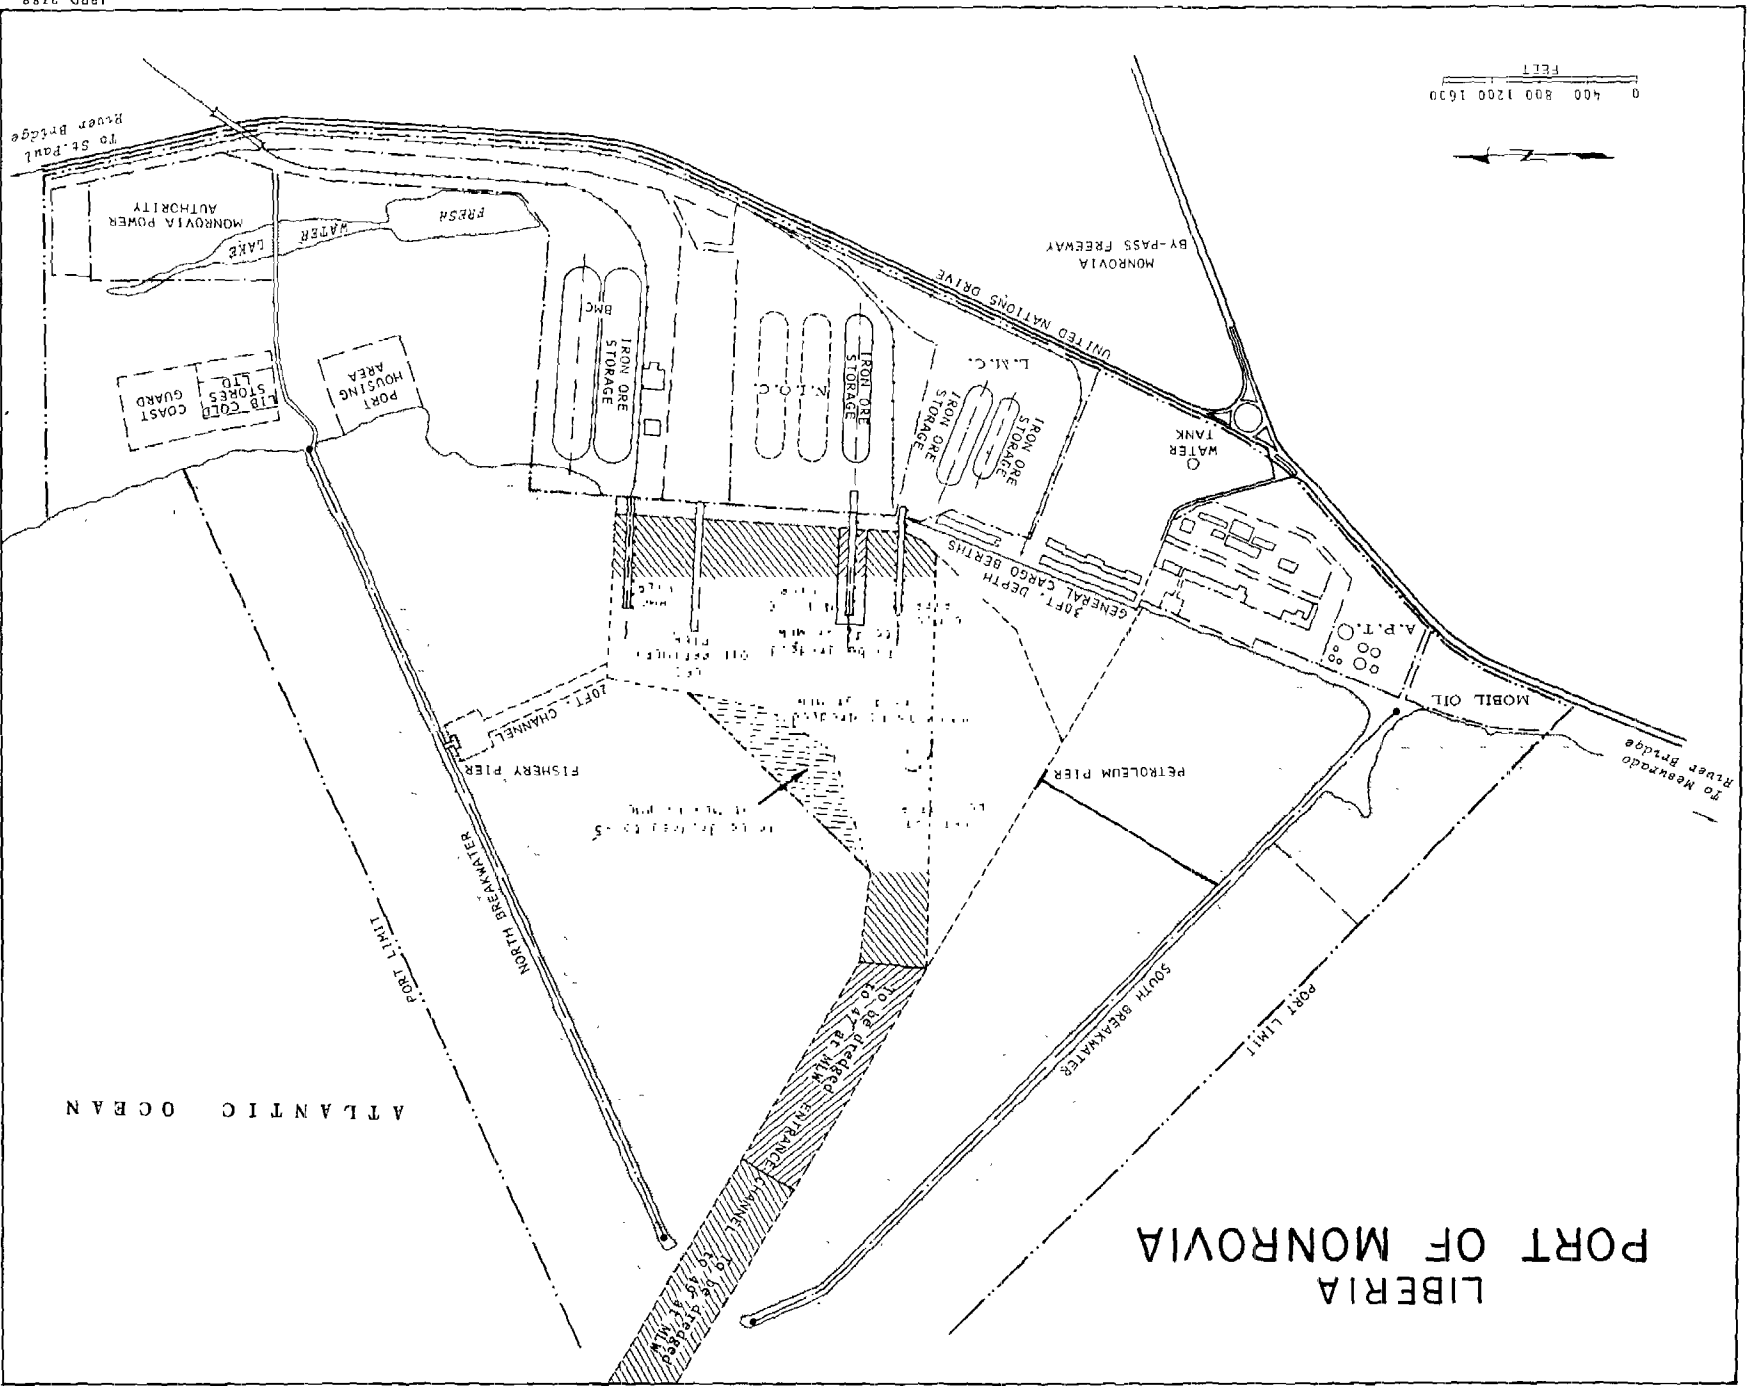 LIBERIA
PORT OF MONROVIA
ATLANTIC OCEAN
To be dredged
to 49' at MLW
ENTRANCE CHANNEL
To be dredged
to 47' at MLW
PORT LIMIT
SOUTH BREAKWATER
NORTH BREAKWATER
PORT LIMIT
PETROLEUM PIER
FISHERY PIER
20FT. CHANNEL
To Mesurado
River Bridge
MOBIL OIL
A.P.T.
30FT. DEPTH
GENERAL CARGO BERTHS
WATER
TANK
IRON ORE
STORAGE
IRON ORE
STORAGE
L.M.C.
IRON ORE
STORAGE
N.I.O.C.
IRON ORE
STORAGE
BMC
PORT
HOUSING
AREA
LIB COLD
STORES
LTD
COAST
GUARD
UNITED NATIONS DRIVE
MONROVIA
BY-PASS FREEWAY
FRESH
WATER
LAKE
MONROVIA POWER
AUTHORITY
To St. Paul
River Bridge
N
0 400 800 1200 1600
FEET